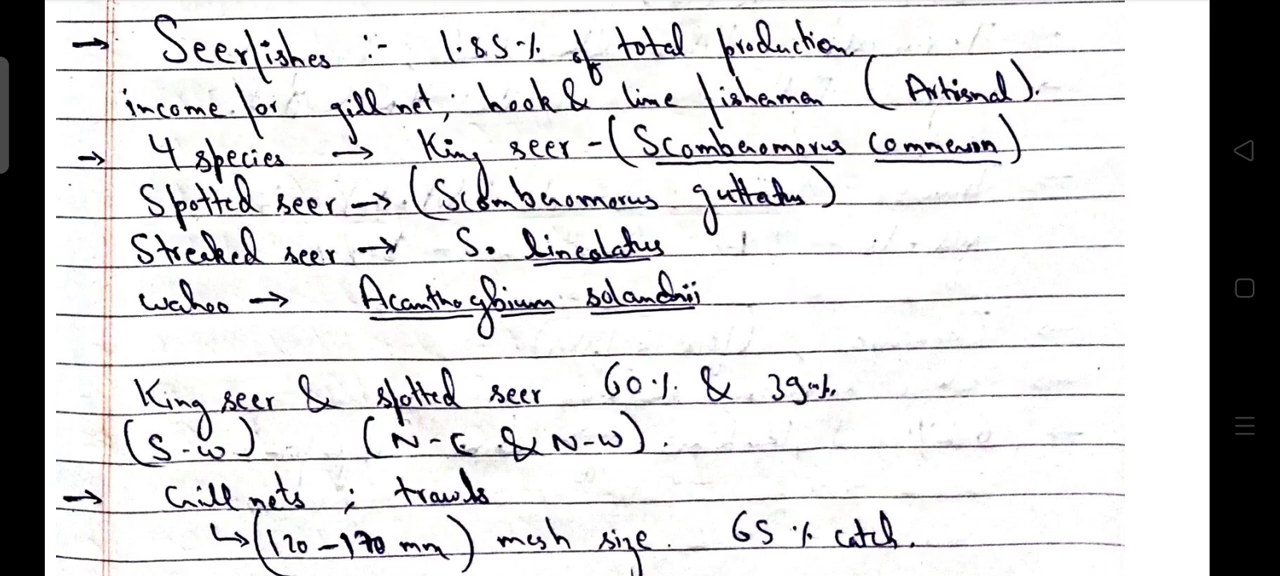 → Seerfishes :- 1.85% of total production
income for gill net; hook & line fisherman (Artisnal).
→ 4 species → King seer - (Scomberomorus commerson)
Spotted seer → (Scomberomorus guttatus)
Streaked seer → S. lineolatus
Wahoo → Acanthogbium solandrii
King seer & spotted seer 60% & 39%.
(S-W) (N-E & N-W).
→ Gill nets ; trawls
↳ (120-170 mm) mesh size. 65% catch.